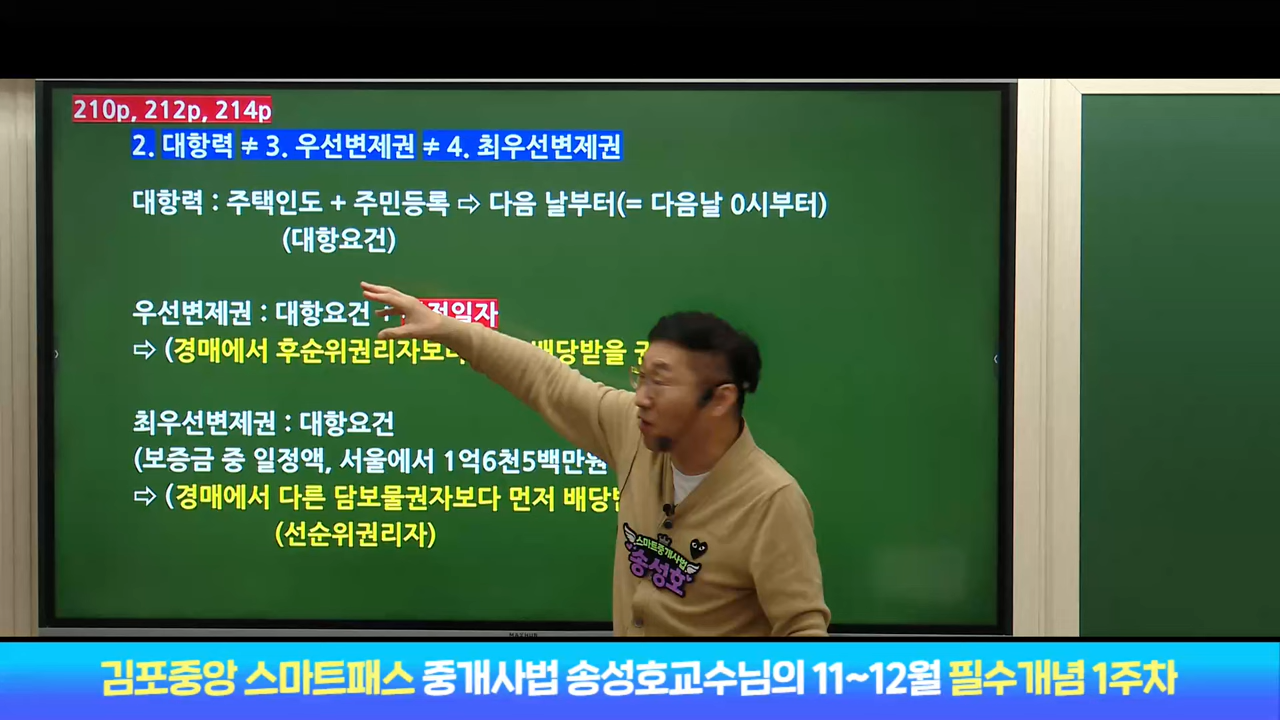 210p, 212p, 214p
2. 대항력 ≠ 3. 우선변제권 ≠ 4. 최우선변제권
대항력 : 주택인도 + 주민등록 ⇨ 다음 날부터(= 다음날 0시부터)
(대항요건)
우선변제권 : 대항요건 일자
⇨ (경매에서 후순위권리자보다 배당받을
최우선변제권 : 대항요건
(보증금 중 일정액, 서울에서 1억6천5백만원
⇨ (경매에서 다른 담보물권자보다 먼저
(선순위권리자)
스마트중개사법
송성호
김포중앙 스마트패스 중개사법 송성호교수님의 11~12월 필수개념 1주차